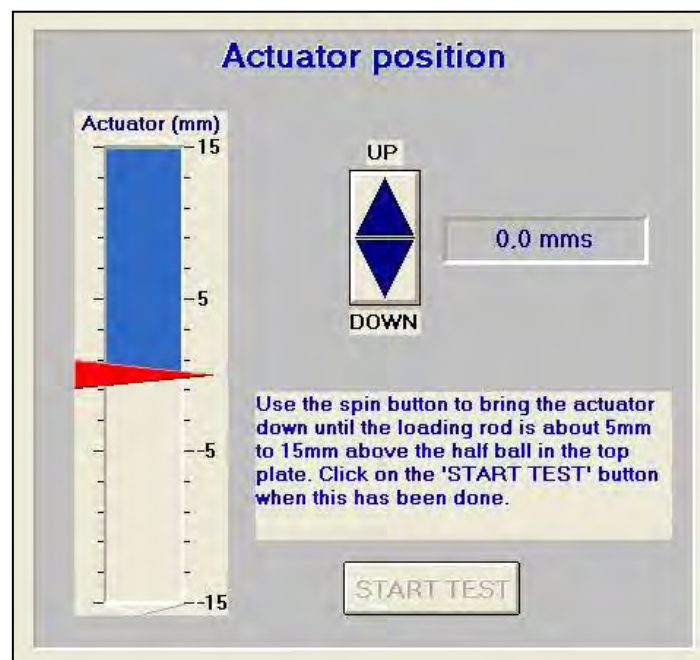 Actuator position
Actuator (mm)
15
5
-5
-15
UP
DOWN
0.0 mms
Use the spin button to bring the actuator
down until the loading rod is about 5mm
to 15mm above the half ball in the top
plate. Click on the 'START TEST' button
when this has been done.
START TEST